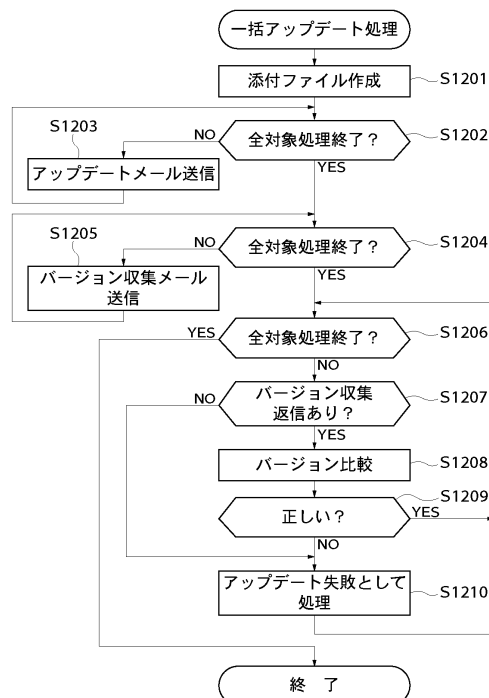 一括アップデート処理
添付ファイル作成
S1201
S1203
NO
全対象処理終了？
S1202
アップデートメール送信
YES
S1205
NO
全対象処理終了？
S1204
バージョン収集メール
送信
YES
YES
全対象処理終了？
S1206
NO
NO
バージョン収集
返信あり？
S1207
YES
バージョン比較
S1208
正しい？
S1209
YES
NO
アップデート失敗として
処理
S1210
終　了